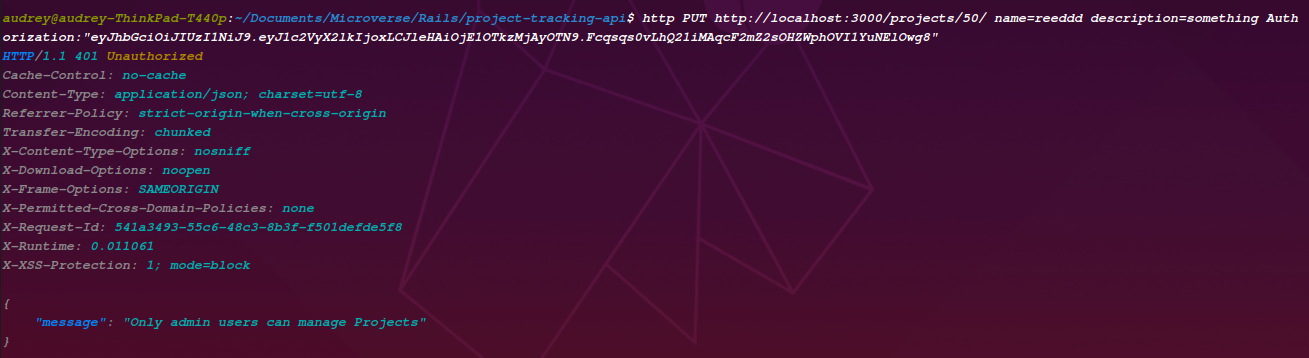 audrey@audrey-ThinkPad-T440p:~/Documents/Microverse/Rails/project-tracking-api$ http PUT http://localhost:3000/projects/50/ name=reeddd description=something Auth
orization:"eyJhbGciOiJIUzI1NiJ9.eyJ1c2VyX2lkIjoxLCJleHAiOjE1OTkzMjAyOTN9.Fcqsqs0vLhQ2liMAqcF2mZ2sOHZWphOVIlYuNElOwg8"
HTTP/1.1 401 Unauthorized
Cache-Control: no-cache
Content-Type: application/json; charset=utf-8
Referrer-Policy: strict-origin-when-cross-origin
Transfer-Encoding: chunked
X-Content-Type-Options: nosniff
X-Download-Options: noopen
X-Frame-Options: SAMEORIGIN
X-Permitted-Cross-Domain-Policies: none
X-Request-Id: 541a3493-55c6-48c3-8b3f-f501defde5f8
X-Runtime: 0.011061
X-XSS-Protection: 1; mode=block
{
    "message": "Only admin users can manage Projects"
}